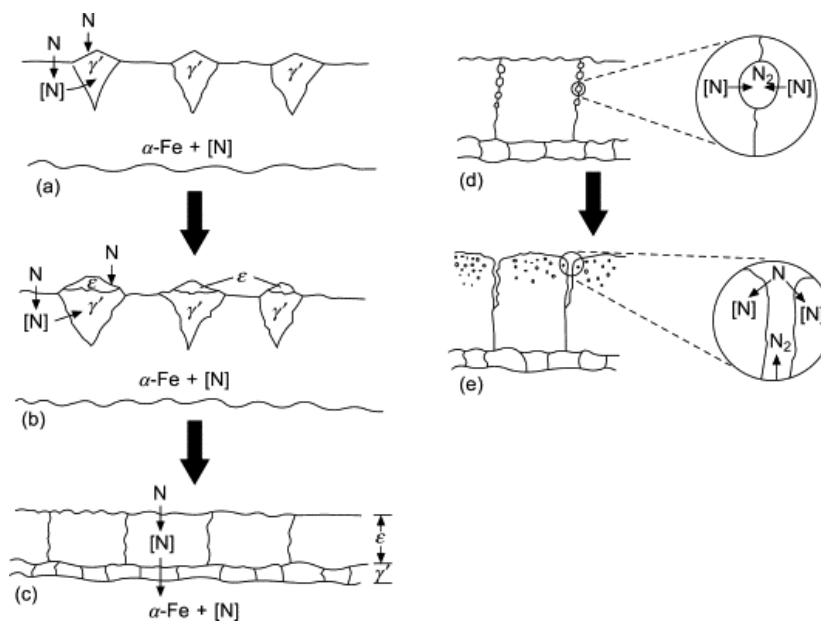 N
N
γ′
γ′
γ′
[N]
α-Fe + [N]
(a)
N
N
ε
ε
γ′
γ′
γ′
[N]
α-Fe + [N]
(b)
N
[N]
ε
γ′
(c)
α-Fe + [N]
N₂
[N]
[N]
(d)
N
[N]
[N]
N₂
(e)